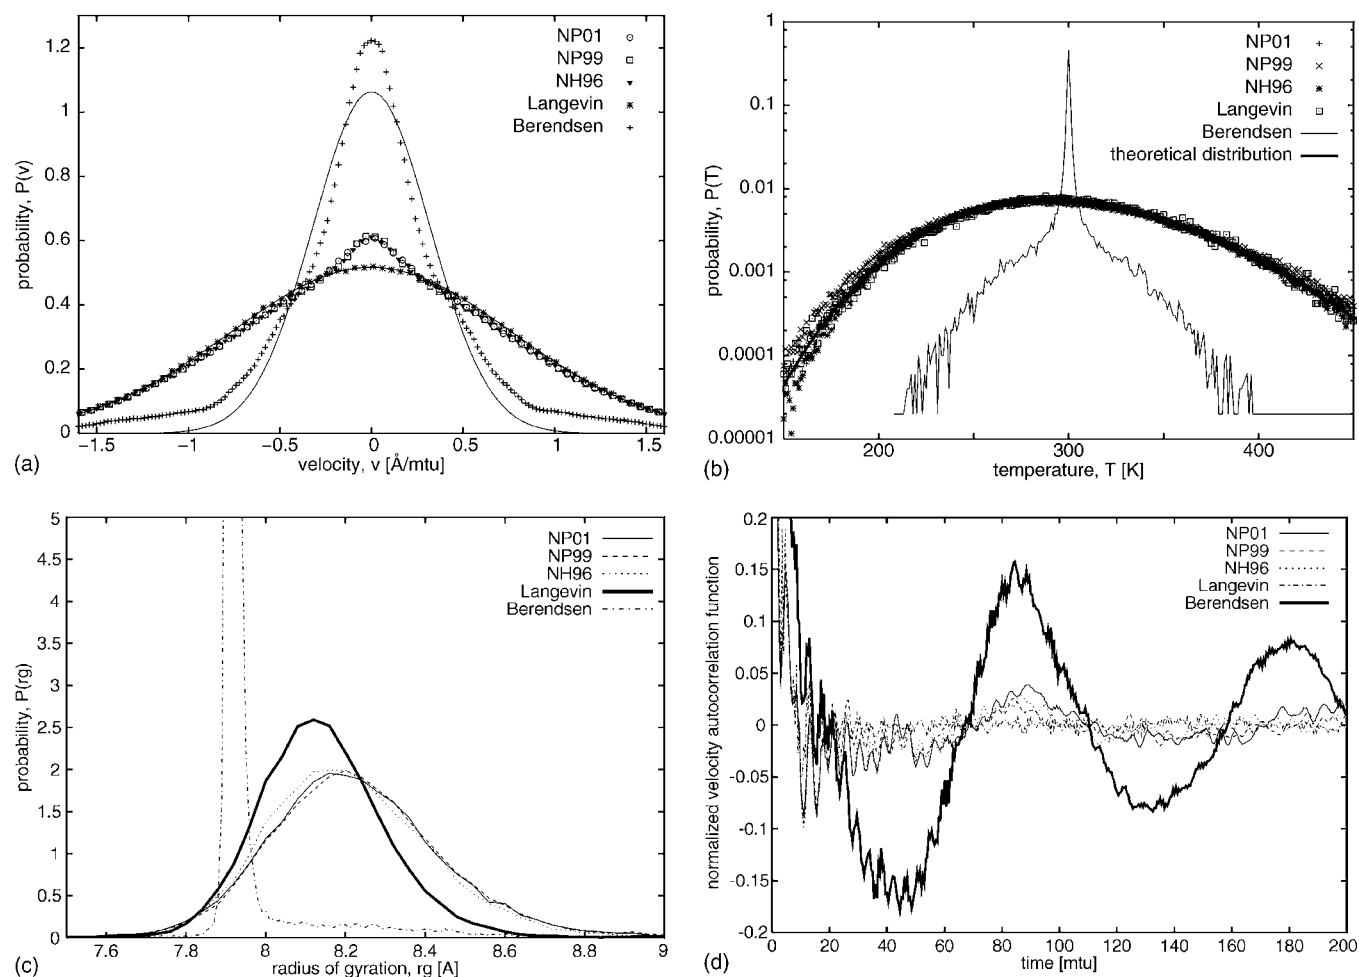 1.2
1
0.8
0.6
0.4
0.2
0
−1.5
−1
−0.5
0
0.5
1
1.5
probability, P(v)
velocity, v [Å/mtu]
NP01
NP99
NH96
Langevin
Berendsen
(a)
1
0.1
0.01
0.001
0.0001
0.00001
200
300
400
probability, P(T)
temperature, T [K]
NP01
NP99
NH96
Langevin
Berendsen
theoretical distribution
(b)
5
4.5
4
3.5
3
2.5
2
1.5
1
0.5
0
7.6
7.8
8
8.2
8.4
8.6
8.8
9
probability, P(rg)
radius of gyration, rg [A]
NP01
NP99
NH96
Langevin
Berendsen
(c)
0.2
0.15
0.1
0.05
0
-0.05
-0.1
-0.15
-0.2
0
20
40
60
80
100
120
140
160
180
200
normalized velocity autocorrelation function
time [mtu]
NP01
NP99
NH96
Langevin
Berendsen
(d)